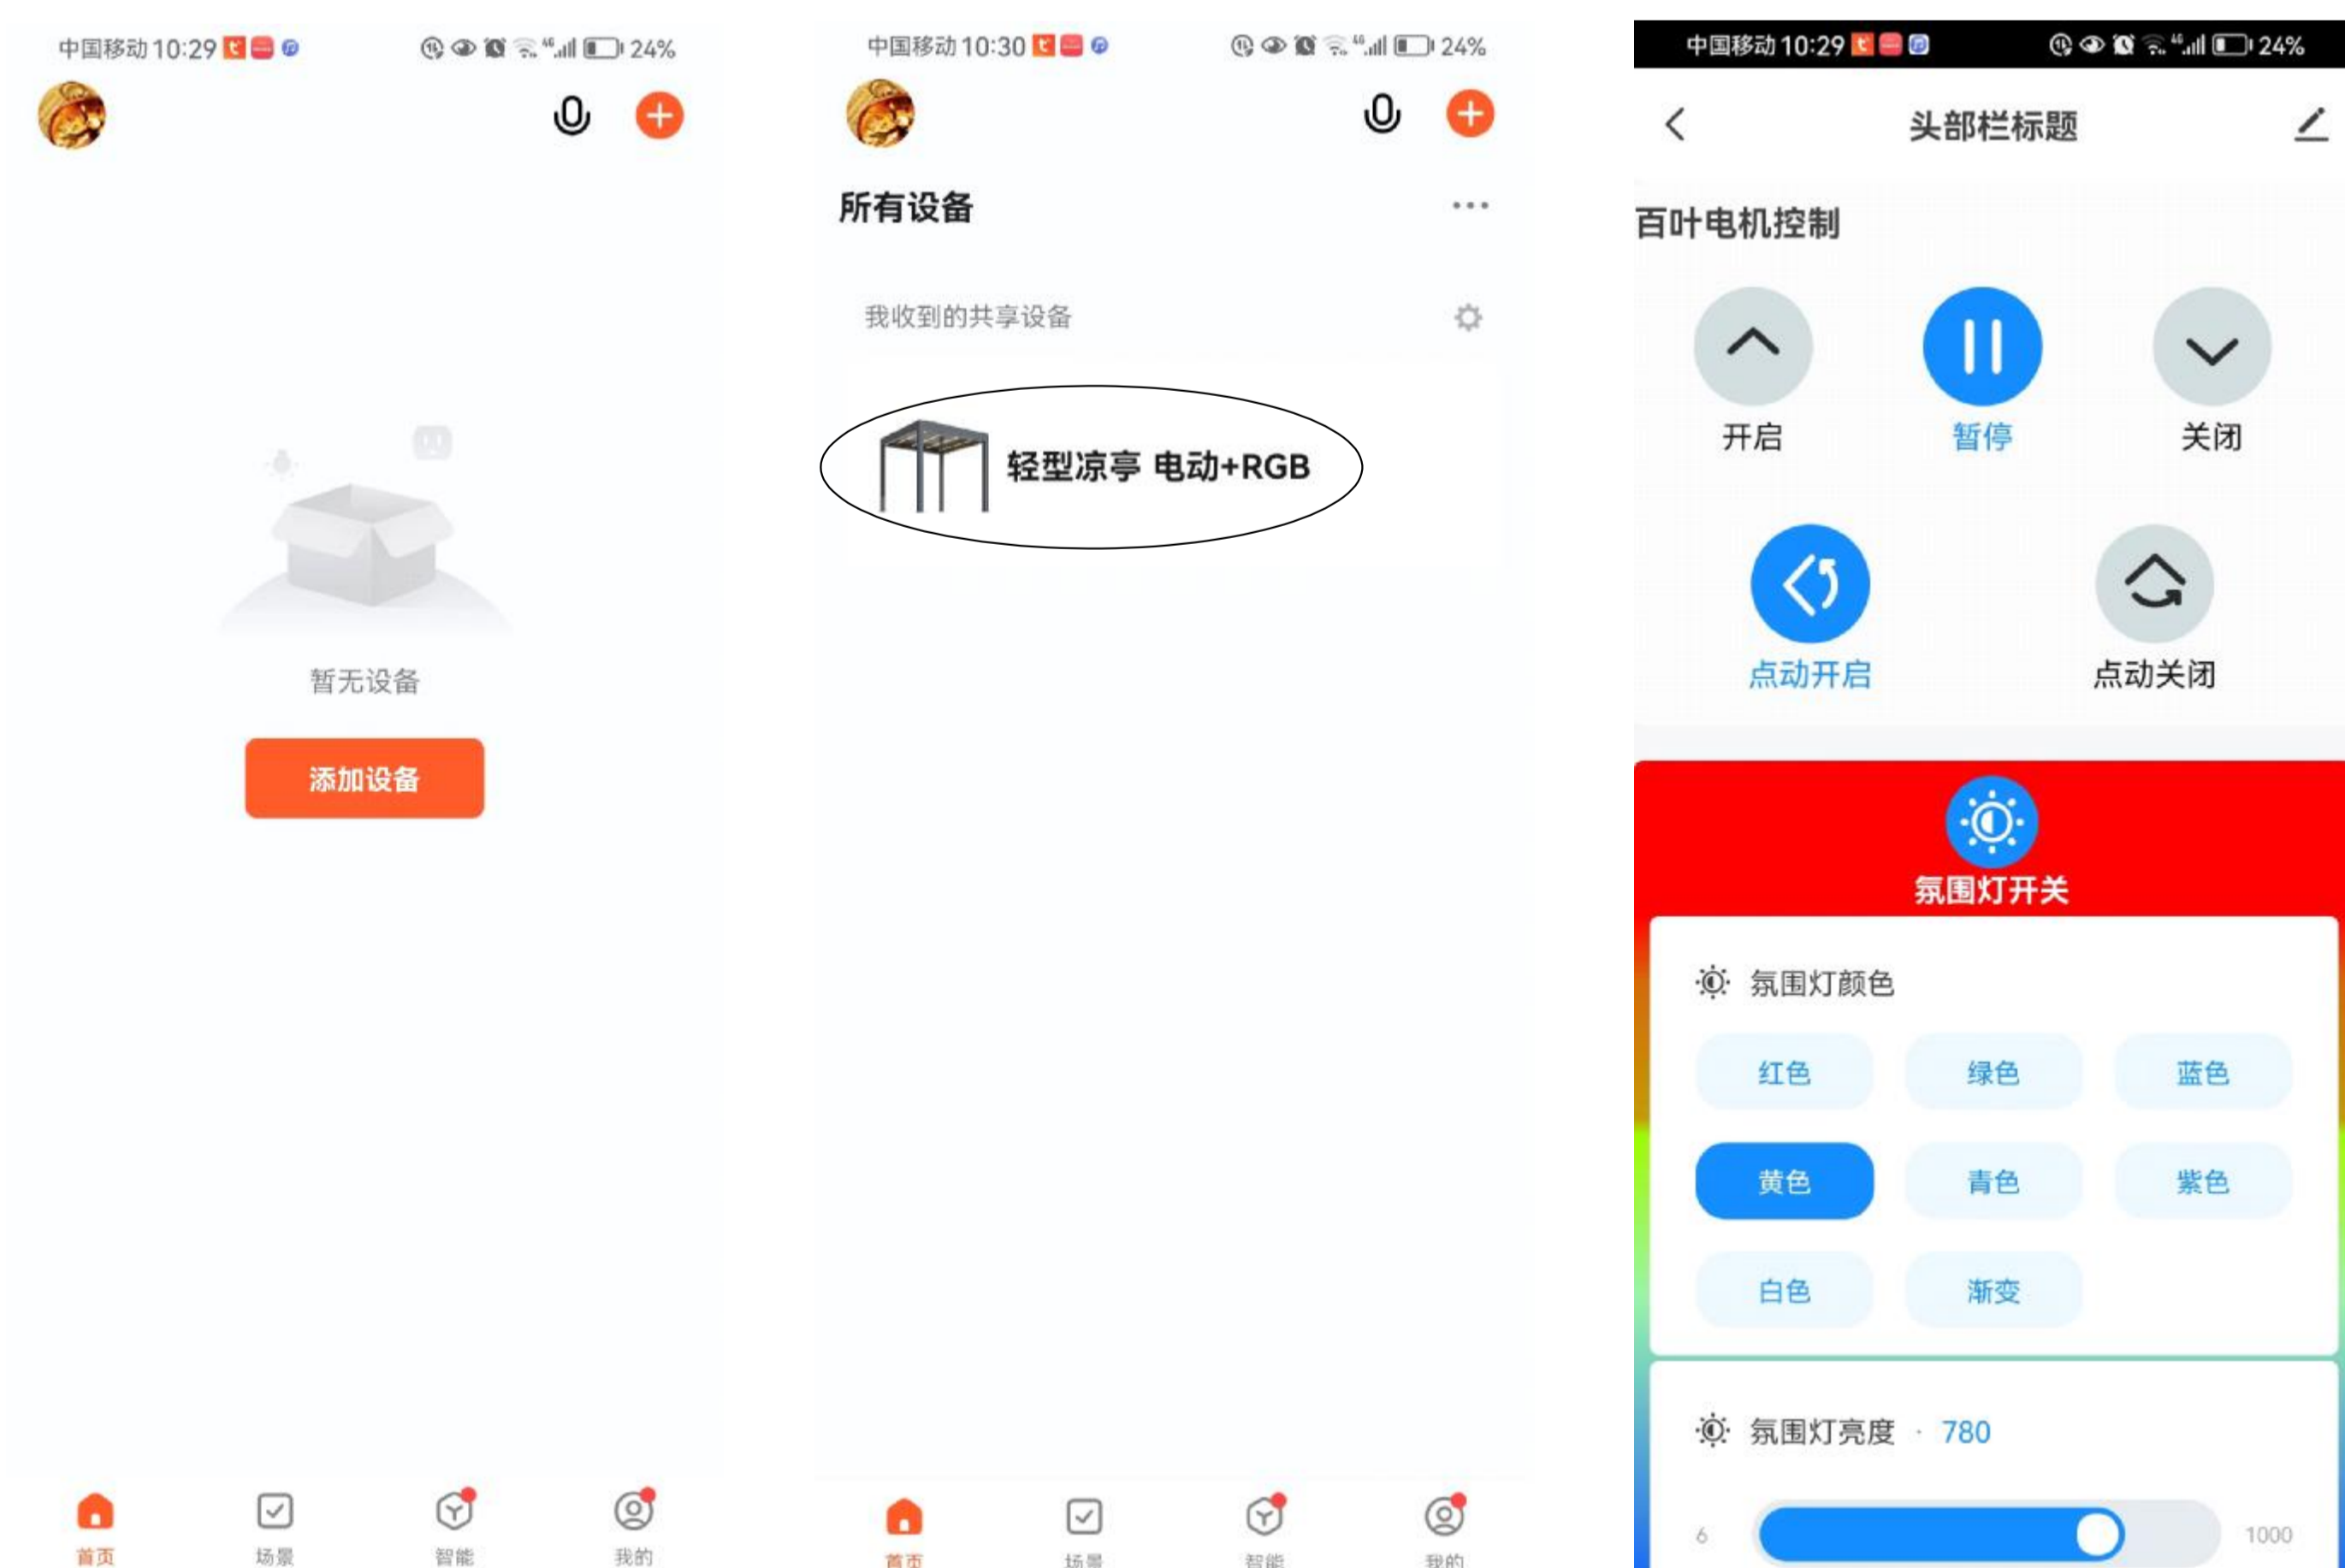 中国移动 10:29
4G
24%
暂无设备
添加设备
首页
场景
智能
我的
中国移动 10:30
4G
24%
所有设备
我收到的共享设备
轻型凉亭 电动+RGB
首页
场景
智能
我的
中国移动 10:29
4G
24%
头部栏标题
百叶电机控制
开启
暂停
关闭
点动开启
点动关闭
氛围灯开关
氛围灯颜色
红色
绿色
蓝色
黄色
青色
紫色
白色
渐变
氛围灯亮度 · 780
6
1000